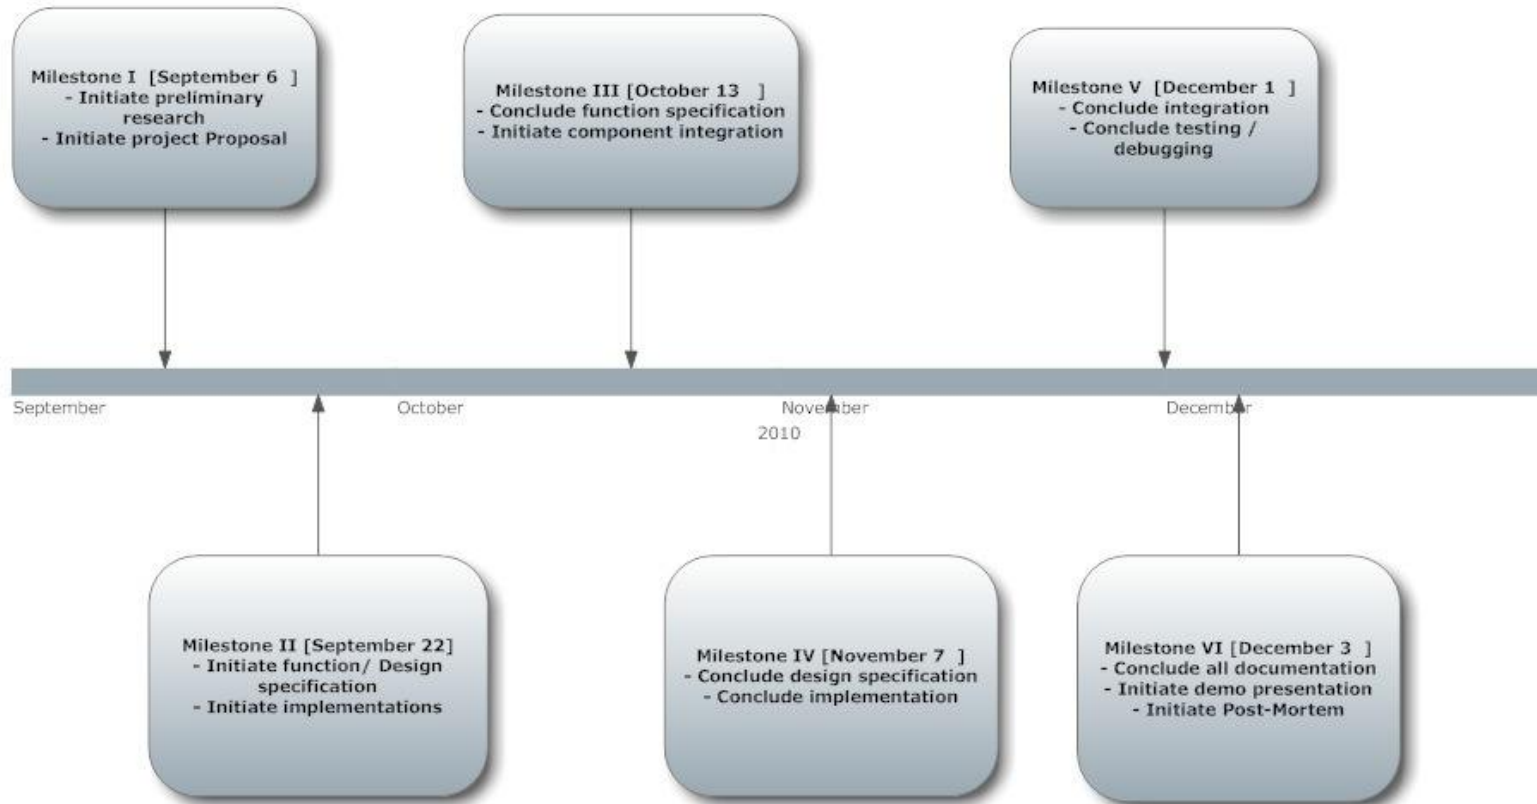 Milestone I [September 6 ]
- Initiate preliminary
research
- Initiate project Proposal
Milestone III [October 13 ]
- Conclude function specification
- Initiate component integration
Milestone V [December 1 ]
- Conclude integration
- Conclude testing /
debugging
September
October
November
December
2010
Milestone II [September 22]
- Initiate function/ Design
specification
- Initiate implementations
Milestone IV [November 7 ]
- Conclude design specification
- Conclude implementation
Milestone VI [December 3 ]
- Conclude all documentation
- Initiate demo presentation
- Initiate Post-Mortem